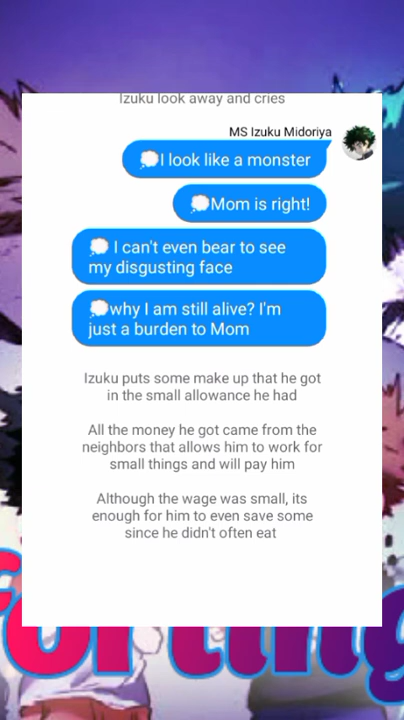 Izuku look away and cries
MS Izuku Midoriya
💭I look like a monster
💭Mom is right!
💭 I can't even bear to see
my disgusting face
💭why I am still alive? I'm
just a burden to Mom
Izuku puts some make up that he got
in the small allowance he had
All the money he got came from the
neighbors that allows him to work for
small things and will pay him
Although the wage was small, its
enough for him to even save some
since he didn't often eat